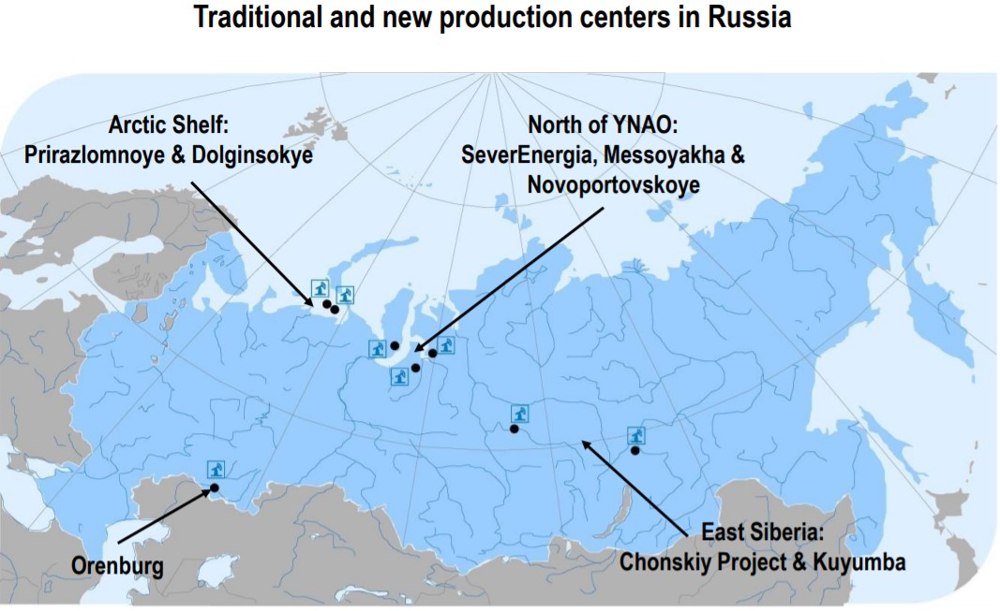 Traditional and new production centers in Russia
Arctic Shelf:
Prirazlomnoye & Dolginsokye
North of YNAO:
SeverEnergia, Messoyakha &
Novoportovskoye
Orenburg
East Siberia:
Chonskiy Project & Kuyumba